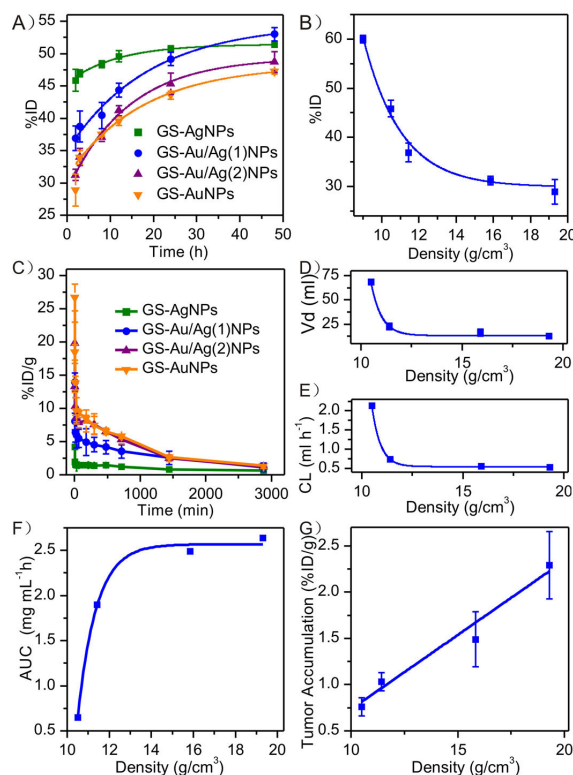 A)
%ID
55
50
45
40
35
30
25
GS-AgNPs
GS-Au/Ag(1)NPs
GS-Au/Ag(2)NPs
GS-AuNPs
0 10 20 30 40 50
Time (h)
B)
%ID
60
50
40
30
10 12 14 16 18 20
Density (g/cm³)
C)
%ID/g
30
25
20
15
10
5
0
GS-AgNPs
GS-Au/Ag(1)NPs
GS-Au/Ag(2)NPs
GS-AuNPs
0 1000 2000 3000
Time (min)
D)
Vd (ml)
75
50
25
10 15 20
Density (g/cm³)
E)
CL (ml h⁻¹)
2.0
1.5
1.0
0.5
10 15 20
Density (g/cm³)
F)
AUC (mg mL⁻¹h)
2.5
2.0
1.5
1.0
0.5
10 12 14 16 18 20
Density (g/cm³)
G)
Tumor Accumulation (%ID/g)
2.5
2.0
1.5
1.0
0.5
10 15 20
Density (g/cm³)